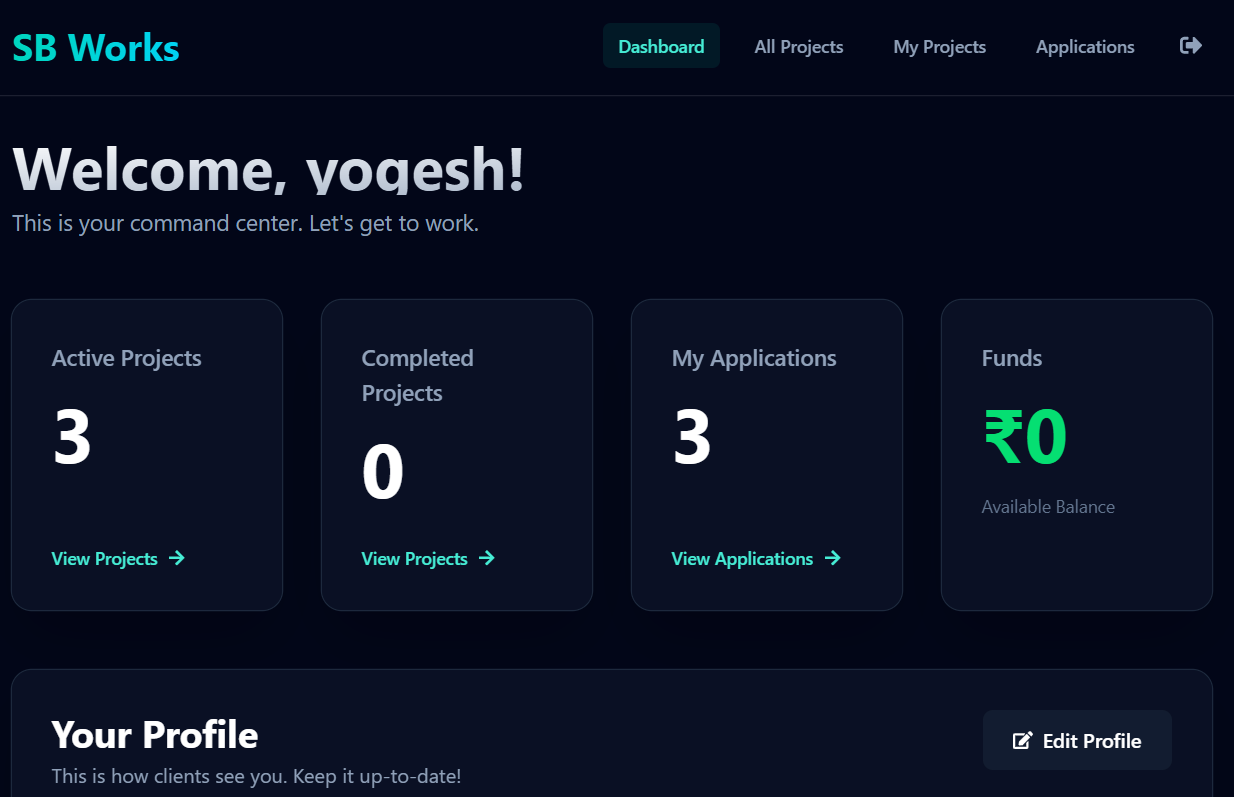 SB Works
Dashboard
All Projects
My Projects
Applications
Welcome, yogesh!
This is your command center. Let's get to work.
Active Projects
3
View Projects →
Completed
Projects
0
View Projects →
My Applications
3
View Applications →
Funds
₹0
Available Balance
Your Profile
This is how clients see you. Keep it up-to-date!
Edit Profile